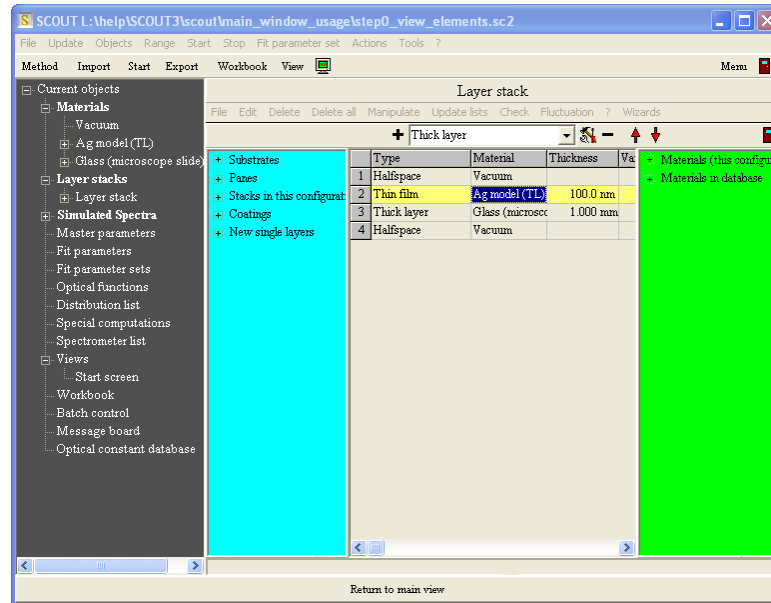 SCOUT L:\help\SCOUT3\scout\main_window_usage\step0_view_elements.sc2
File Update Objects Range Start Stop Fit parameter set Actions Tools ?
Method Import Start Export Workbook View Menu
Current objects
Materials
Vacuum
Ag model (TL)
Glass (microscope slide)
Layer stacks
Layer stack
Simulated Spectra
Master parameters
Fit parameters
Fit parameter sets
Optical functions
Distribution list
Special computations
Spectrometer list
Views
Start screen
Workbook
Batch control
Message board
Optical constant database
Layer stack
File Edit Delete Delete all Manipulate Update lists Check Fluctuation ? Wizards
Thick layer
Substrates
Panes
Stacks in this configurat
Coatings
New single layers
Type Material Thickness Va
1 Halfspace Vacuum
2 Thin film Ag model (TL) 100.0 nm
3 Thick layer Glass (microsc 1.000 mm
4 Halfspace Vacuum
Materials (this configu
Materials in database
Return to main view